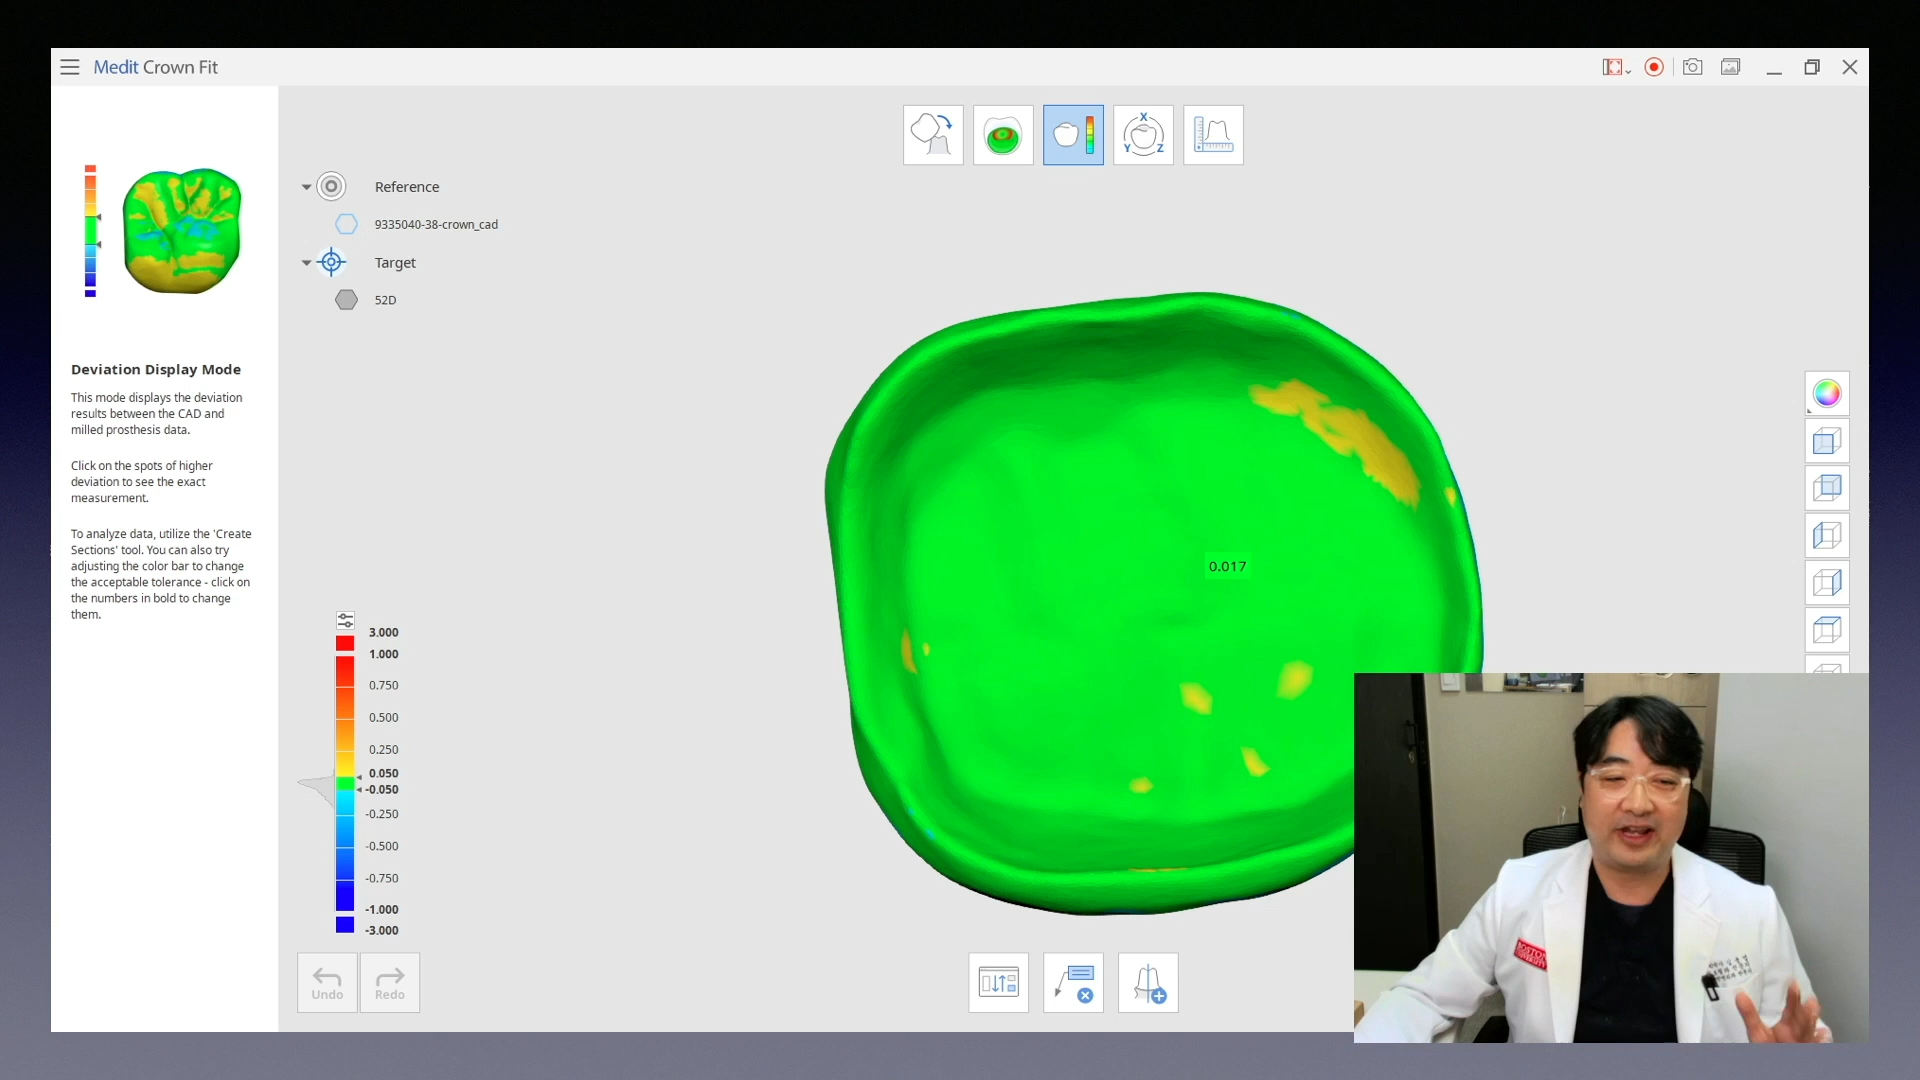 Medit Crown Fit
Deviation Display Mode
This mode displays the deviation
results between the CAD and
milled prosthesis data.
Click on the spots of higher
deviation to see the exact
measurement.
To analyze data, utilize the 'Create
Sections' tool. You can also try
adjusting the color bar to change
the acceptable tolerance - click on
the numbers in bold to change
them.
Reference
9335040-38-crown_cad
Target
52D
X
Y Z
0.017
3.000
1.000
0.750
0.500
0.250
0.050
-0.050
-0.250
-0.500
-0.750
-1.000
-3.000
Undo
Redo
BOSTON
UNIVERSITY